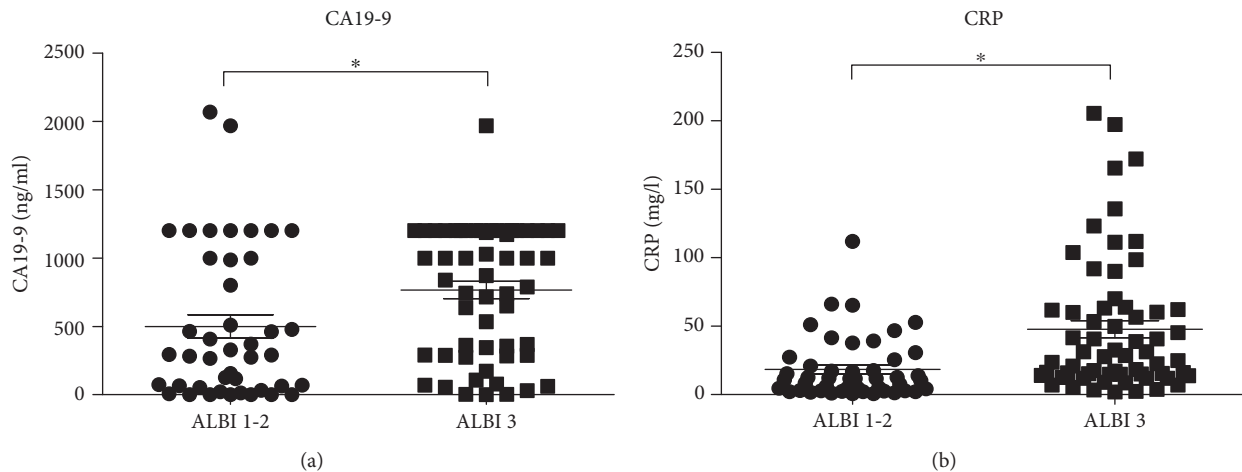 CA19-9
2500
2000
1500
1000
500
0
CA19-9 (ng/ml)
*
ALBI 1-2
ALBI 3
(a)
CRP
250
200
150
100
50
0
CRP (mg/l)
*
ALBI 1-2
ALBI 3
(b)